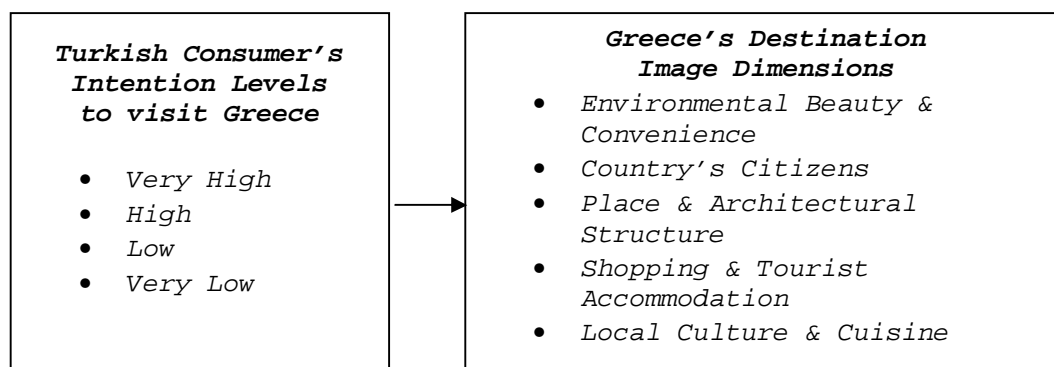 Turkish Consumer's
Intention Levels
to visit Greece
• Very High
• High
• Low
• Very Low
Greece's Destination
Image Dimensions
• Environmental Beauty &
Convenience
• Country's Citizens
• Place & Architectural
Structure
• Shopping & Tourist
Accommodation
• Local Culture & Cuisine